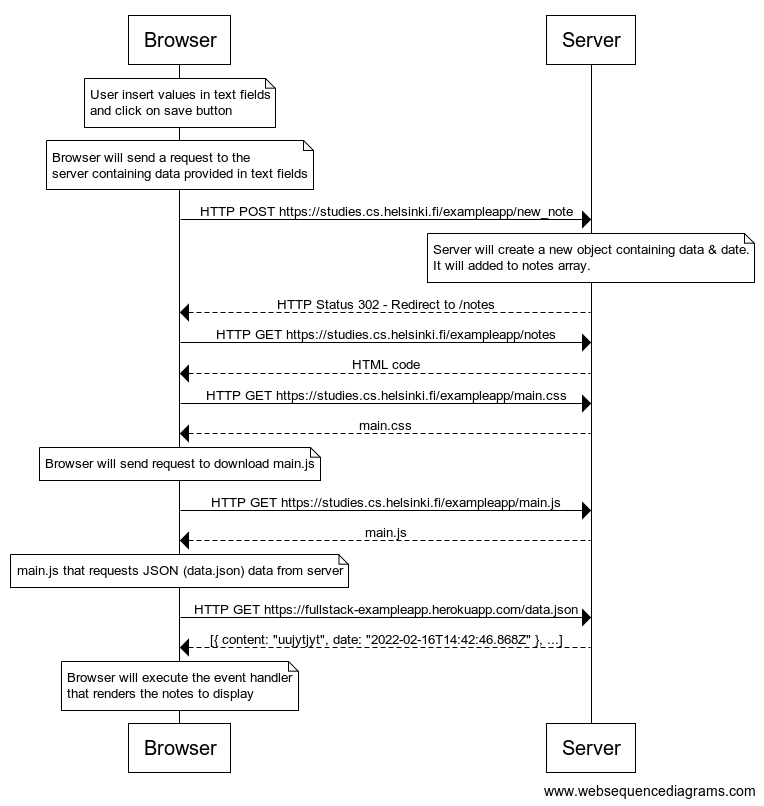 Browser
Server
User insert values in text fields
and click on save button
Browser will send a request to the
server containing data provided in text fields
HTTP POST https://studies.cs.helsinki.fi/exampleapp/new_note
Server will create a new object containing data & date.
It will added to notes array.
HTTP Status 302 - Redirect to /notes
HTTP GET https://studies.cs.helsinki.fi/exampleapp/notes
HTML code
HTTP GET https://studies.cs.helsinki.fi/exampleapp/main.css
main.css
Browser will send request to download main.js
HTTP GET https://studies.cs.helsinki.fi/exampleapp/main.js
main.js
main.js that requests JSON (data.json) data from server
HTTP GET https://fullstack-exampleapp.herokuapp.com/data.json
[{ content: "uujytjyt", date: "2022-02-16T14:42:46.868Z" }, ...]
Browser will execute the event handler
that renders the notes to display
Browser
Server
www.websequencediagrams.com